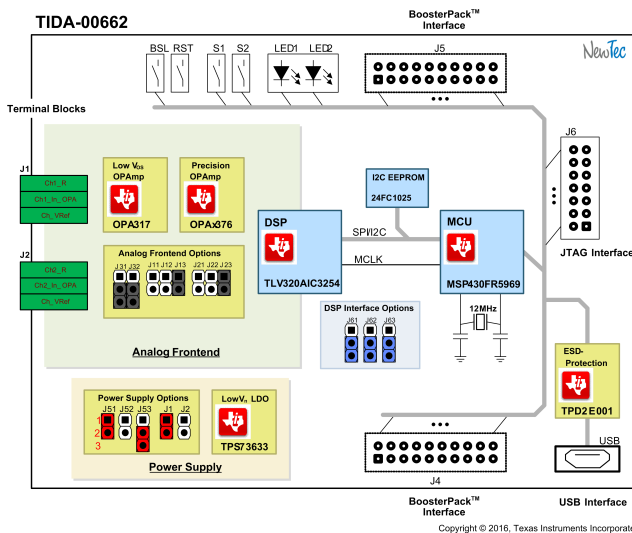 TIDA-00662
BoosterPack™
Interface
J5
NewTec
BSL RST S1 S2 LED1 LED2
Terminal Blocks
J6
J1
Ch1_R
Ch1_In_OPA
Ch_VRef
J2
Ch2_R
Ch2_In_OPA
Ch_VRef
Low V
OPAmp
OPA317
Precision
OPAmp
OPAx376
Analog Frontend Options
J31 J32 J11 J12 J13 J21 J22 J23
Analog Frontend
DSP
TLV320AIC3254
SPI/I2C
MCLK
I2C EEPROM
24FC1025
MCU
MSP430FR5969
12MHz
JTAG Interface
DSP Interface Options
J61 J62 J63
ESD-
Protection
TPD2E001
USB
USB Interface
Power Supply Options
J51 J52 J53 J1 J2
1
2
3
LowV LDO
TPS73633
Power Supply
J4
BoosterPack™
Interface
Copyright © 2016, Texas Instruments Incorporate